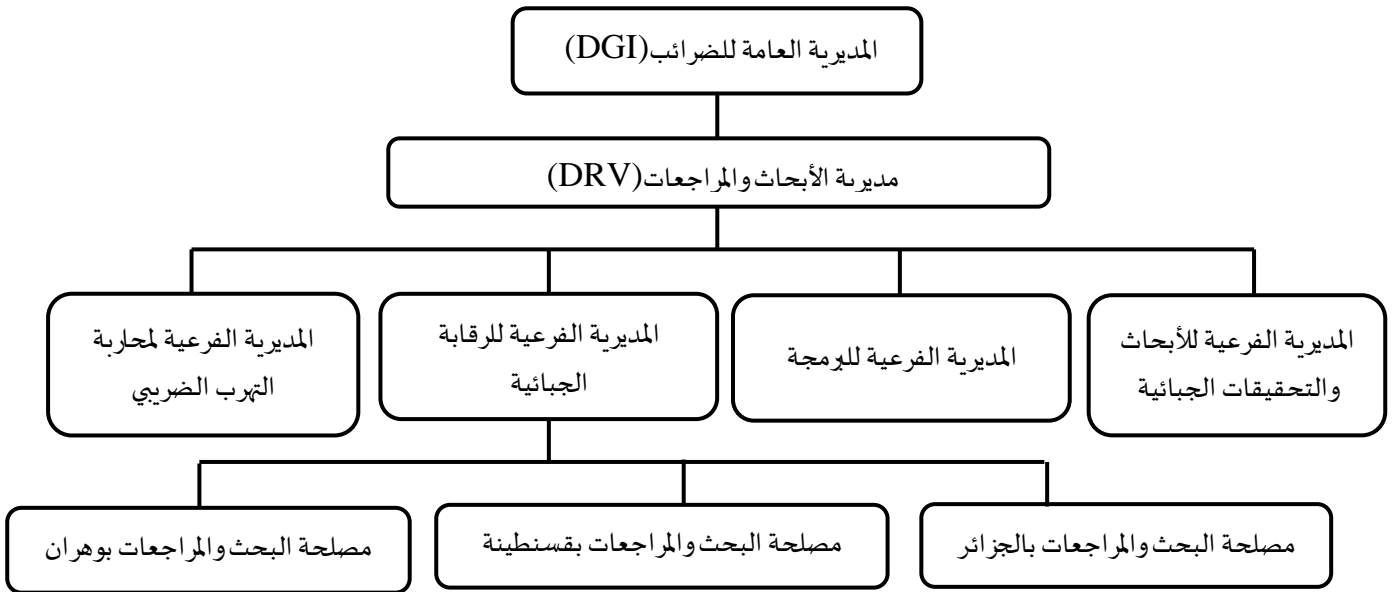 المديرية العامة للضرائب(DGI)
مديرية الأبحاث والمراجعات(DRV)
المديرية الفرعية للأبحاث
والتحقيقات الجبائية
المديرية الفرعية للبرمجة
المديرية الفرعية للرقابة
الجبائية
المديرية الفرعية لمحاربة
التهرب الضريبي
مصلحة البحث والمراجعات بالجزائر
مصلحة البحث والمراجعات بقسنطينة
مصلحة البحث والمراجعات بوهران